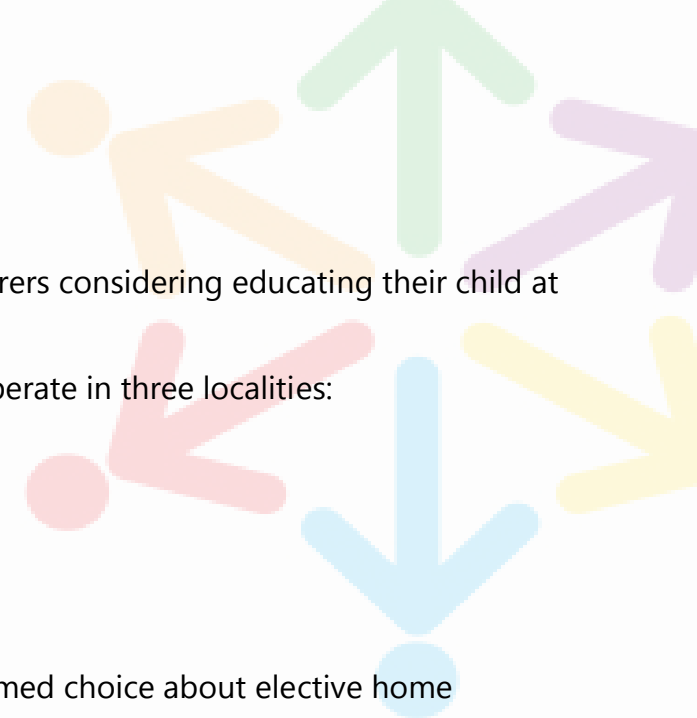 rers considering educating their child at
perate in three localities:
med choice about elective home